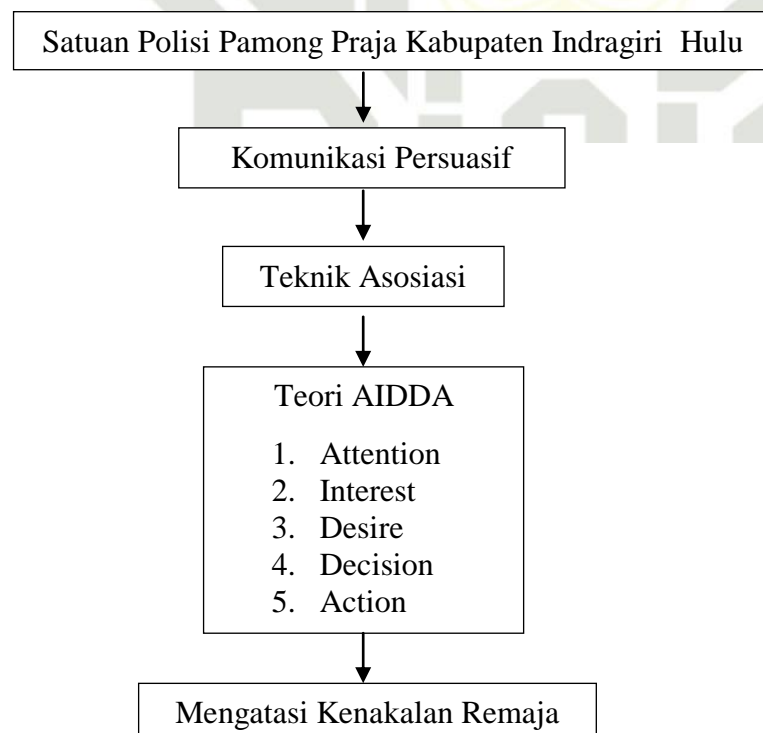 Satuan Polisi Pamong Praja Kabupaten Indragiri Hulu
Komunikasi Persuasif
Teknik Asosiasi
Teori AIDDA
1. Attention
2. Interest
3. Desire
4. Decision
5. Action
Mengatasi Kenakalan Remaja